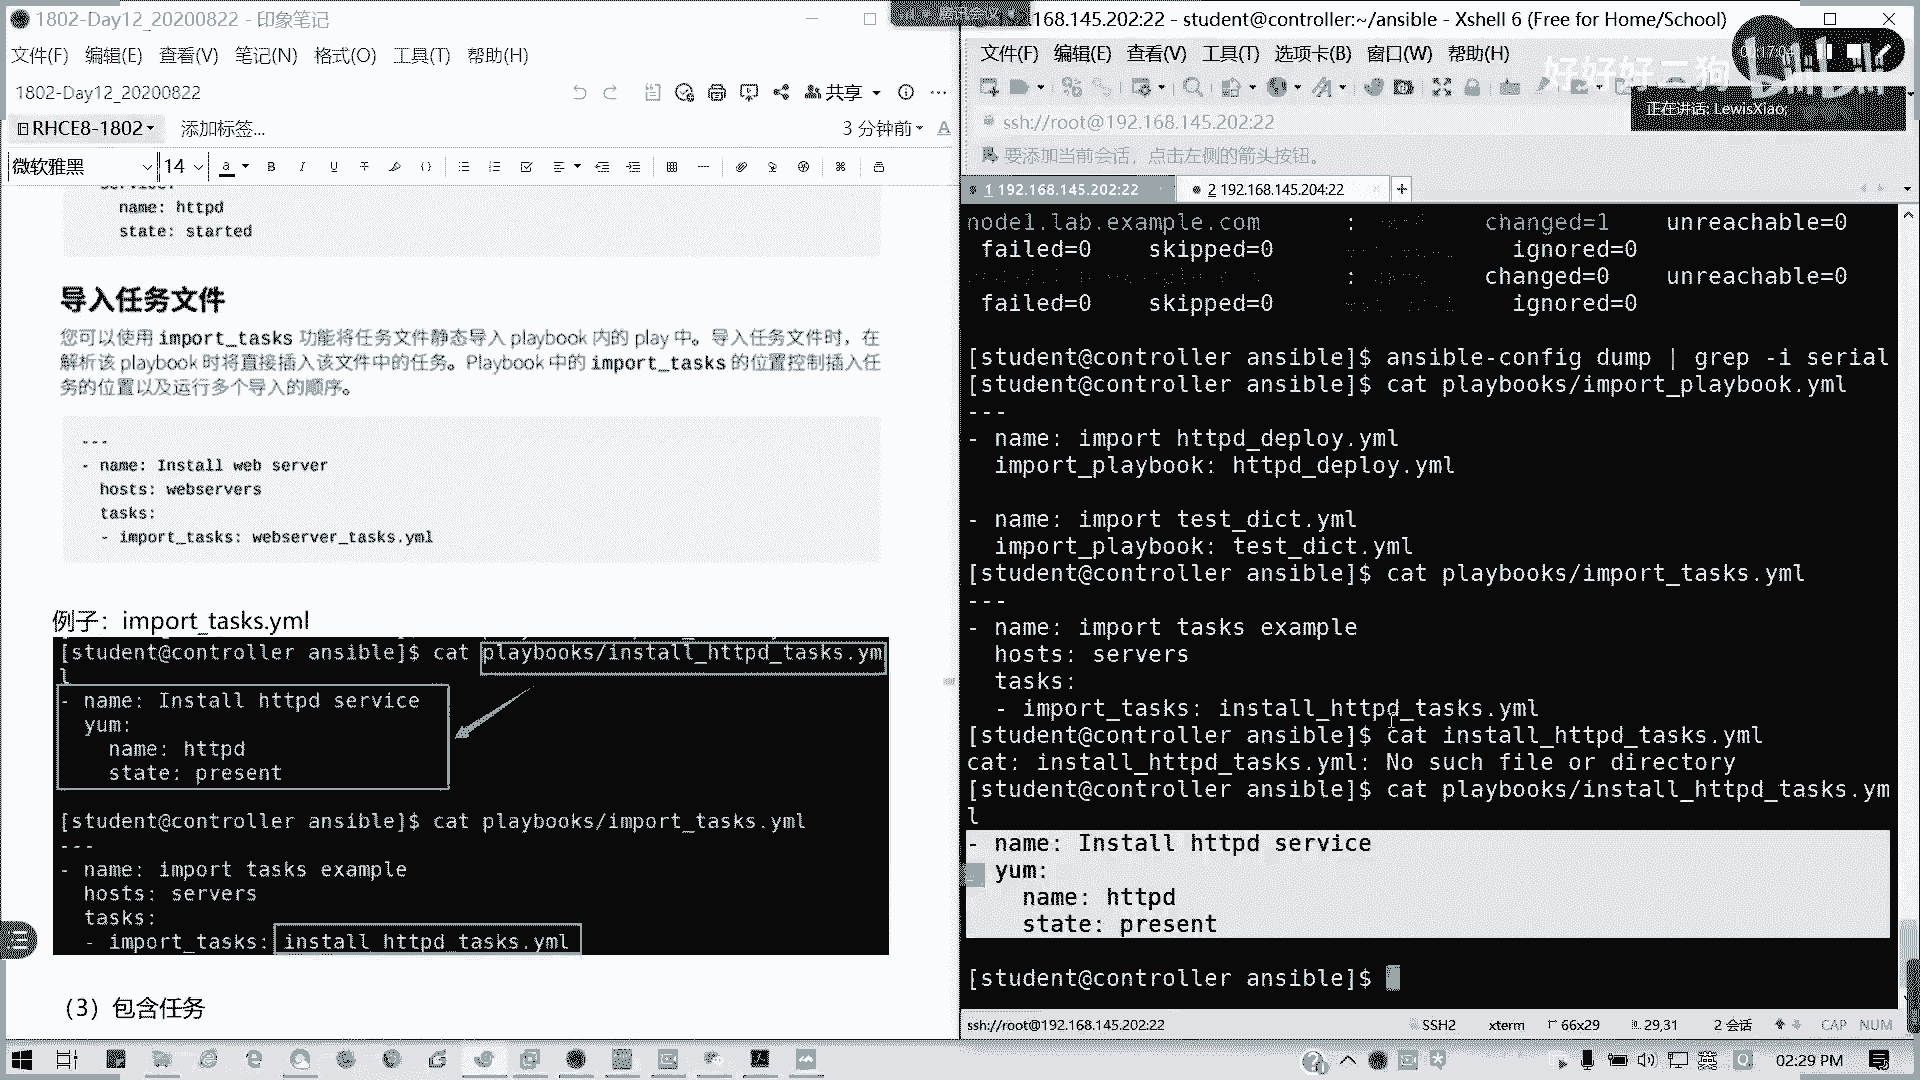 1802-Day12_20200822 - 印象笔记
文件(F) 编辑(E) 查看(V) 笔记(N) 格式(O) 工具(T) 帮助(H)
1802-Day12_20200822
共享
RHCE8-1802
添加标签...
3 分钟前
微软雅黑
14
name: httpd
state: started
导入任务文件
您可以使用 import_tasks 功能将任务文件静态导入 playbook 内的 play 中。导入任务文件时，在
解析该 playbook 时将直接插入该文件中的任务。Playbook 中的 import_tasks 的位置控制插入任
务的位置以及运行多个导入的顺序。
---
- name: Install web server
hosts: webservers
tasks:
- import_tasks: webserver_tasks.yml
例子：import_tasks.yml
[student@controller ansible]$ cat playbooks/install_httpd_tasks.ym
l
- name: Install httpd service
yum:
name: httpd
state: present
[student@controller ansible]$ cat playbooks/import_tasks.yml
---
- name: import tasks example
hosts: servers
tasks:
- import_tasks: install_httpd_tasks.yml
（3）包含任务
.168.145.202:22 - student@controller:~/ansible - Xshell 6 (Free for Home/School)
文件(F) 编辑(E) 查看(V) 工具(T) 选项卡(B) 窗口(W) 帮助(H)
好好好二狗
bilibili
正在讲话: LewisXiao;
ssh://root@192.168.145.202:22
要添加当前会话，点击左侧的箭头按钮。
1 192.168.145.202:22
2 192.168.145.204:22
node1.lab.example.com : changed=1 unreachable=0
failed=0 skipped=0 ignored=0
: changed=0 unreachable=0
failed=0 skipped=0 ignored=0
[student@controller ansible]$ ansible-config dump | grep -i serial
[student@controller ansible]$ cat playbooks/import_playbook.yml
---
- name: import httpd_deploy.yml
import_playbook: httpd_deploy.yml
- name: import test_dict.yml
import_playbook: test_dict.yml
[student@controller ansible]$ cat playbooks/import_tasks.yml
---
- name: import tasks example
hosts: servers
tasks:
- import_tasks: install_httpd_tasks.yml
[student@controller ansible]$ cat install_httpd_tasks.yml
cat: install_httpd_tasks.yml: No such file or directory
[student@controller ansible]$ cat playbooks/install_httpd_tasks.ym
l
- name: Install httpd service
yum:
name: httpd
state: present
[student@controller ansible]$
ssh://root@192.168.145.202:22
SSH2
xterm
66x29
29,31
2 会话
CAP NUM
02:29 PM